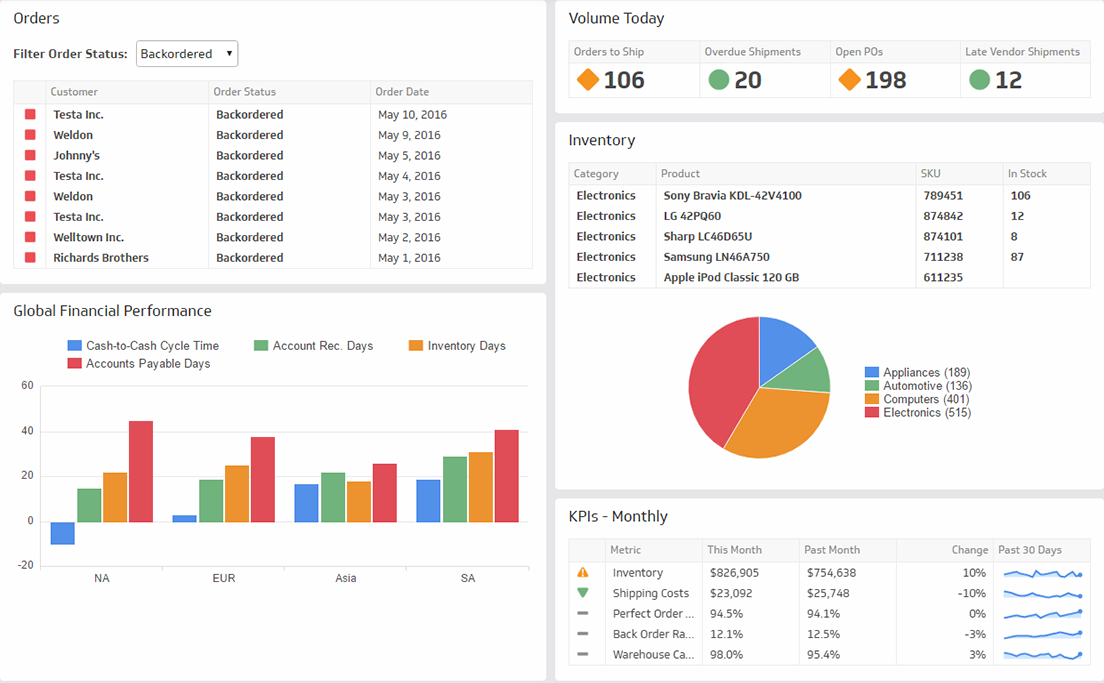 Orders
Filter Order Status: Backordered
Customer Order Status Order Date
Testa Inc. Backordered May 10, 2016
Weldon Backordered May 9, 2016
Johnny's Backordered May 5, 2016
Testa Inc. Backordered May 4, 2016
Weldon Backordered May 3, 2016
Testa Inc. Backordered May 3, 2016
Welltown Inc. Backordered May 2, 2016
Richards Brothers Backordered May 1, 2016
Global Financial Performance
Cash-to-Cash Cycle Time Account Rec. Days Inventory Days
Accounts Payable Days
60
40
20
0
-20
NA EUR Asia SA
Volume Today
Orders to Ship Overdue Shipments Open POs Late Vendor Shipments
106 20 198 12
Inventory
Category Product SKU In Stock
Electronics Sony Bravia KDL-42V4100 789451 106
Electronics LG 42PQ60 874842 12
Electronics Sharp LC46D65U 874101 8
Electronics Samsung LN46A750 711238 87
Electronics Apple iPod Classic 120 GB 611235
Appliances (189)
Automotive (136)
Computers (401)
Electronics (515)
KPIs - Monthly
Metric This Month Past Month Change Past 30 Days
Inventory $826,905 $754,638 10%
Shipping Costs $23,092 $25,748 -10%
Perfect Order ... 94.5% 94.1% 0%
Back Order Ra... 12.1% 12.5% -3%
Warehouse Ca... 98.0% 95.4% 3%